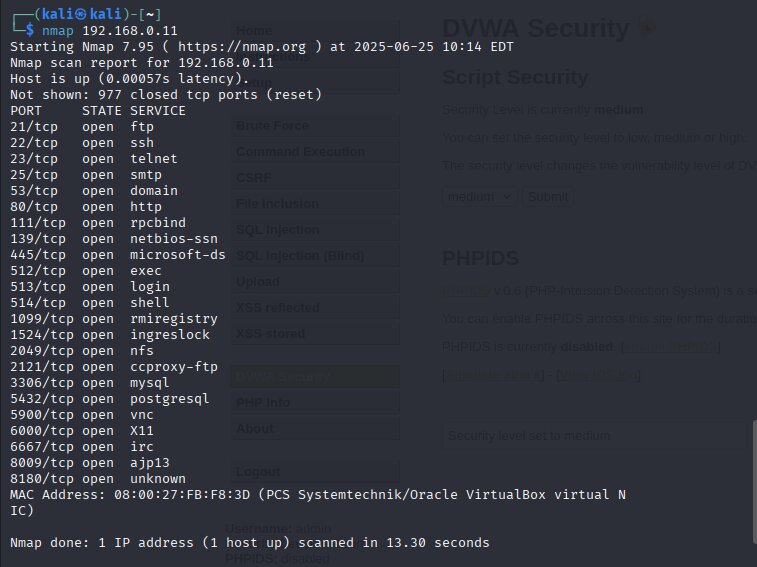 ┌──(kali㉿kali)-[~]
└─$ nmap 192.168.0.11
Starting Nmap 7.95 ( https://nmap.org ) at 2025-06-25 10:14 EDT
Nmap scan report for 192.168.0.11
Host is up (0.00057s latency).
Not shown: 977 closed tcp ports (reset)
PORT     STATE SERVICE
21/tcp   open  ftp
22/tcp   open  ssh
23/tcp   open  telnet
25/tcp   open  smtp
53/tcp   open  domain
80/tcp   open  http
111/tcp  open  rpcbind
139/tcp  open  netbios-ssn
445/tcp  open  microsoft-ds
512/tcp  open  exec
513/tcp  open  login
514/tcp  open  shell
1099/tcp open  rmiregistry
1524/tcp open  ingreslock
2049/tcp open  nfs
2121/tcp open  ccproxy-ftp
3306/tcp open  mysql
5432/tcp open  postgresql
5900/tcp open  vnc
6000/tcp open  X11
6667/tcp open  irc
8009/tcp open  ajp13
8180/tcp open  unknown
MAC Address: 08:00:27:FB:F8:3D (PCS Systemtechnik/Oracle VirtualBox virtual N
IC)
Nmap done: 1 IP address (1 host up) scanned in 13.30 seconds
Home
Brute Force
Command Execution
CSRF
File Inclusion
SQL Injection
SQL Injection (Blind)
Upload
XSS reflected
XSS stored
DVWA Security
PHP Info
About
Logout
Username: admin
PHPIDS: disabled
DVWA Security
Script Security
Security Level is currently medium.
You can set the security level to low, medium or high.
The security level changes the vulnerability level of DV
medium Submit
PHPIDS
PHPIDS v.0.6 (PHP-Intrusion Detection System) is a s
You can enable PHPIDS across this site for the duratio
PHPIDS is currently disabled. [enable PHPIDS]
[Simulate attack] - [View IDS log]
Security level set to medium